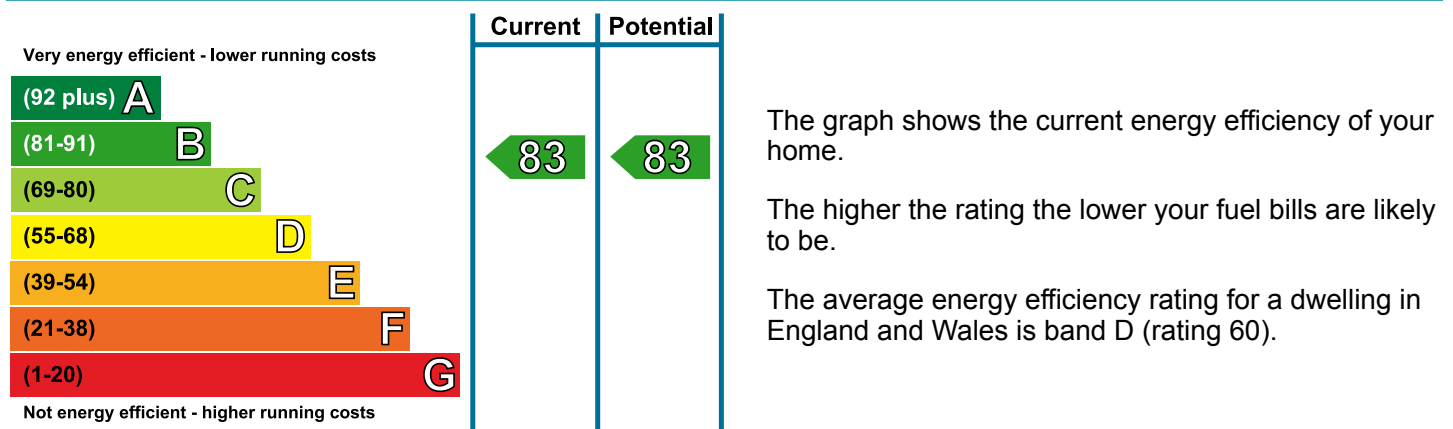 Current Potential
Very energy efficient - lower running costs
(92 plus) A
(81-91) B
83 83
(69-80) C
(55-68) D
(39-54) E
(21-38) F
(1-20) G
Not energy efficient - higher running costs
The graph shows the current energy efficiency of your
home.
The higher the rating the lower your fuel bills are likely
to be.
The average energy efficiency rating for a dwelling in
England and Wales is band D (rating 60).